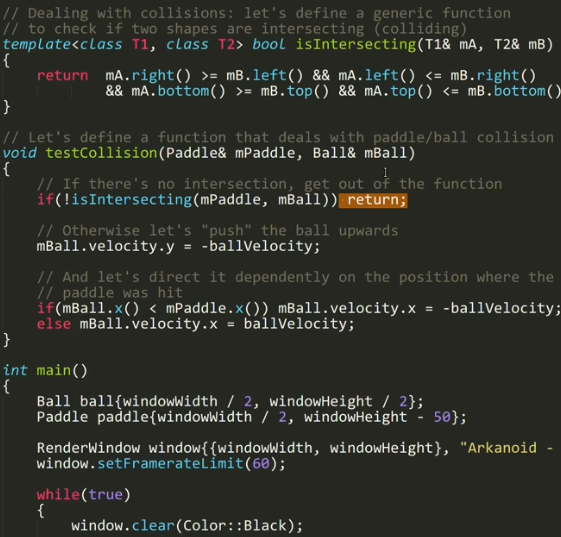 // Dealing with collisions: let's define a generic function
// to check if two shapes are intersecting (colliding)
template<class T1, class T2> bool isIntersecting(T1& mA, T2& mB)
{
return mA.right() >= mB.left() && mA.left() <= mB.right()
&& mA.bottom() >= mB.top() && mA.top() <= mB.bottom()
}
// Let's define a function that deals with paddle/ball collision
void testCollision(Paddle& mPaddle, Ball& mBall)
{
// If there's no intersection, get out of the function
if(!isIntersecting(mPaddle, mBall)) return;
// Otherwise let's "push" the ball upwards
mBall.velocity.y = -ballVelocity;
// And let's direct it dependently on the position where the
// paddle was hit
if(mBall.x() < mPaddle.x()) mBall.velocity.x = -ballVelocity;
else mBall.velocity.x = ballVelocity;
}
int main()
{
Ball ball{windowWidth / 2, windowHeight / 2};
Paddle paddle{windowWidth / 2, windowHeight - 50};
RenderWindow window{{windowWidth, windowHeight}, "Arkanoid -
window.setFramerateLimit(60);
while(true)
{
window.clear(Color::Black);